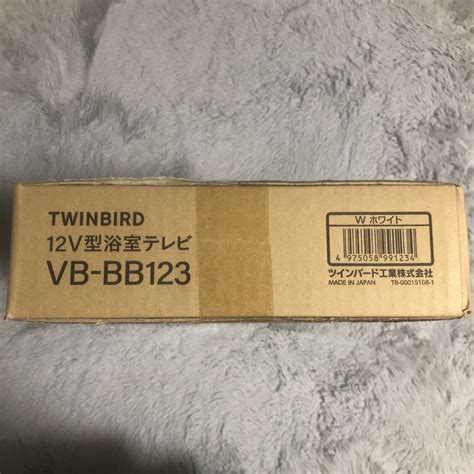 TWINBIRD
12V型浴室テレビ
VB-BB123
W ホワイト
4 975058 991234
ツインバード工業株式会社
MADE IN JAPAN TB-00015108-1